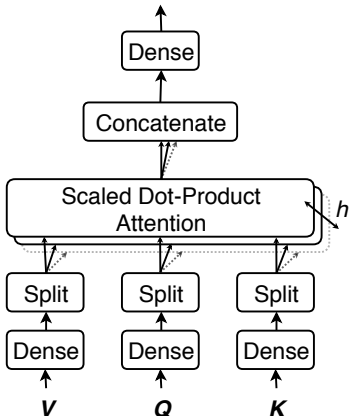 Dense
Concatenate
Scaled Dot-Product
Attention
h
Split Split Split
Dense Dense Dense
V Q K